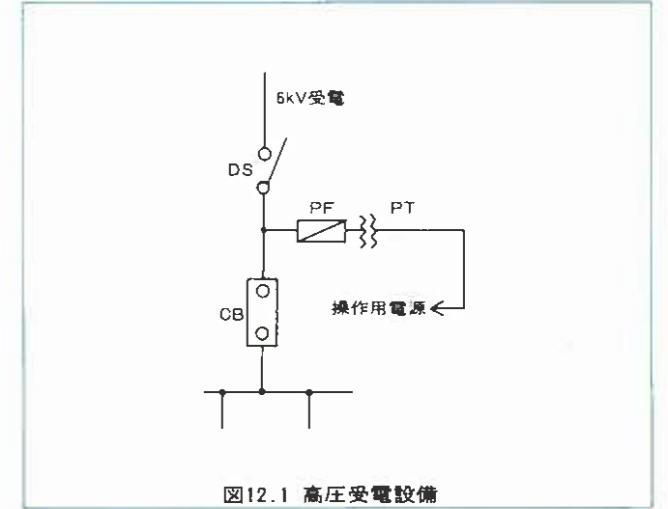 6kV受電
DS
PF
PT
CB
操作用電源
図12.1 高圧受電設備